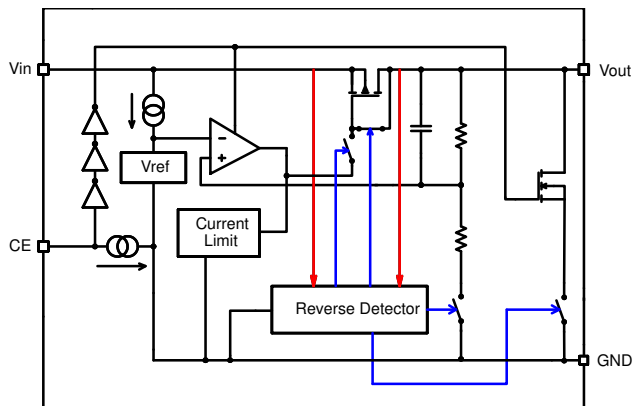 Vin
Vout
Vref
−
+
CE
Current
Limit
Reverse Detector
GND